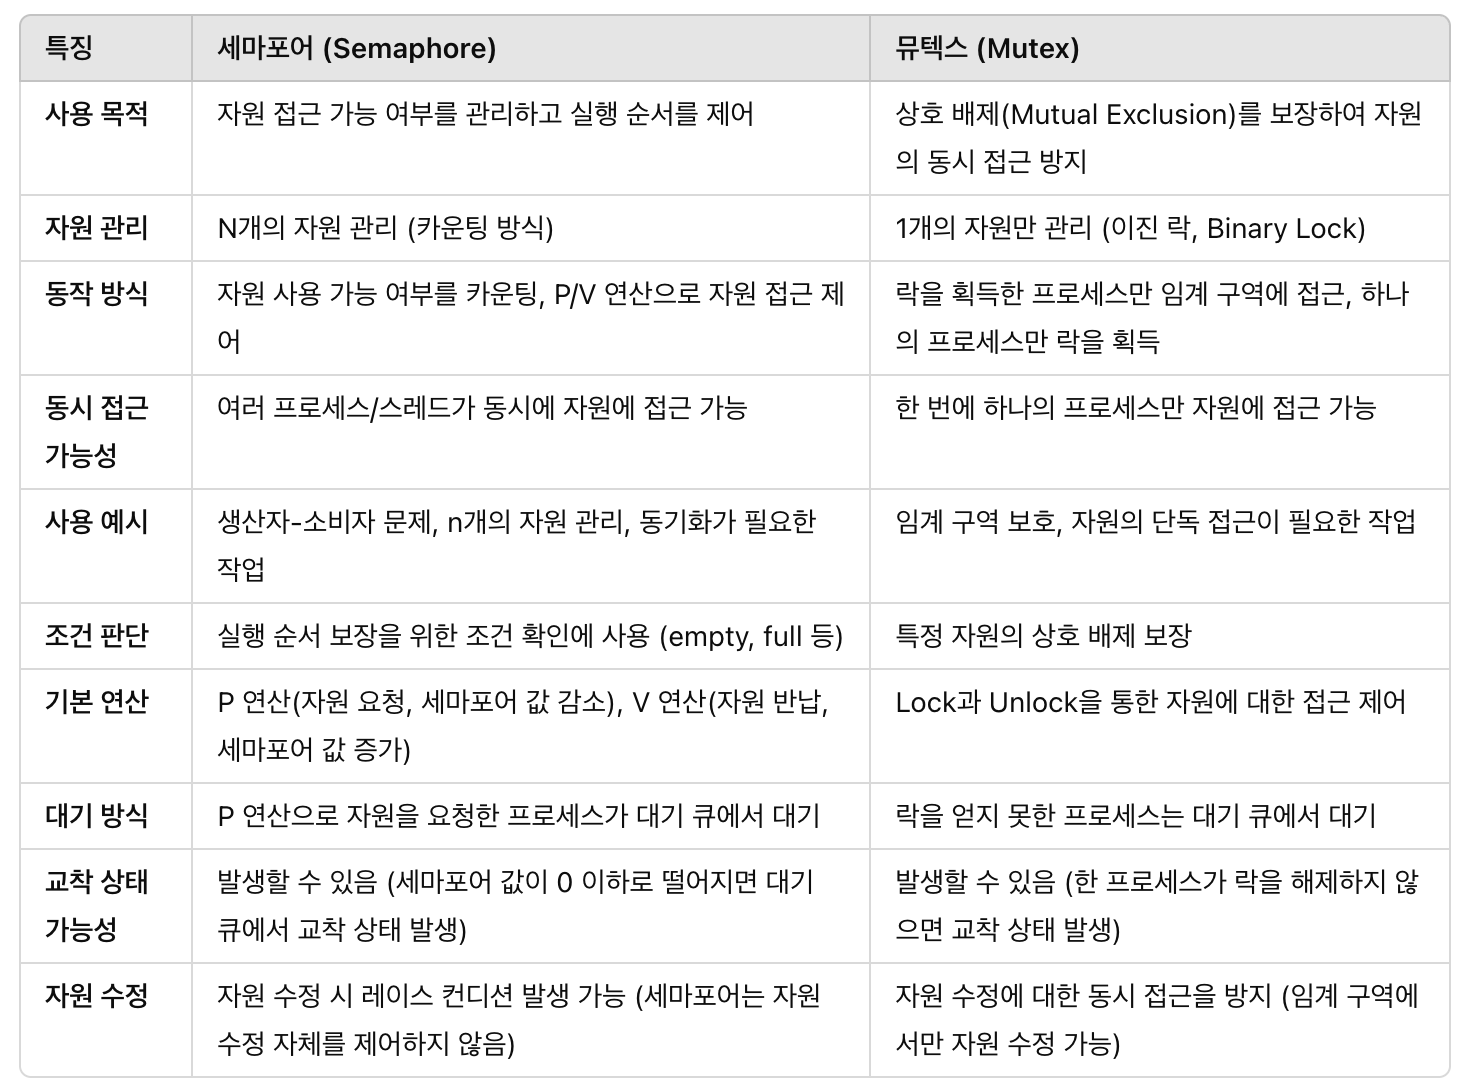 특징 세마포어 (Semaphore) 뮤텍스 (Mutex)
사용 목적 자원 접근 가능 여부를 관리하고 실행 순서를 제어 상호 배제(Mutual Exclusion)를 보장하여 자원
의 동시 접근 방지
자원 관리 N개의 자원 관리 (카운팅 방식) 1개의 자원만 관리 (이진 락, Binary Lock)
동작 방식 자원 사용 가능 여부를 카운팅, P/V 연산으로 자원 접근 제 락을 획득한 프로세스만 임계 구역에 접근, 하나
어 의 프로세스만 락을 획득
동시 접근 여러 프로세스/스레드가 동시에 자원에 접근 가능 한 번에 하나의 프로세스만 자원에 접근 가능
가능성
사용 예시 생산자-소비자 문제, n개의 자원 관리, 동기화가 필요한 임계 구역 보호, 자원의 단독 접근이 필요한 작업
작업
조건 판단 실행 순서 보장을 위한 조건 확인에 사용 (empty, full 등) 특정 자원의 상호 배제 보장
기본 연산 P 연산(자원 요청, 세마포어 값 감소), V 연산(자원 반납, Lock과 Unlock을 통한 자원에 대한 접근 제어
세마포어 값 증가)
대기 방식 P 연산으로 자원을 요청한 프로세스가 대기 큐에서 대기 락을 얻지 못한 프로세스는 대기 큐에서 대기
교착 상태 발생할 수 있음 (세마포어 값이 0 이하로 떨어지면 대기 발생할 수 있음 (한 프로세스가 락을 해제하지 않
가능성 큐에서 교착 상태 발생) 으면 교착 상태 발생)
자원 수정 자원 수정 시 레이스 컨디션 발생 가능 (세마포어는 자원 자원 수정에 대한 동시 접근을 방지 (임계 구역에
수정 자체를 제어하지 않음) 서만 자원 수정 가능)